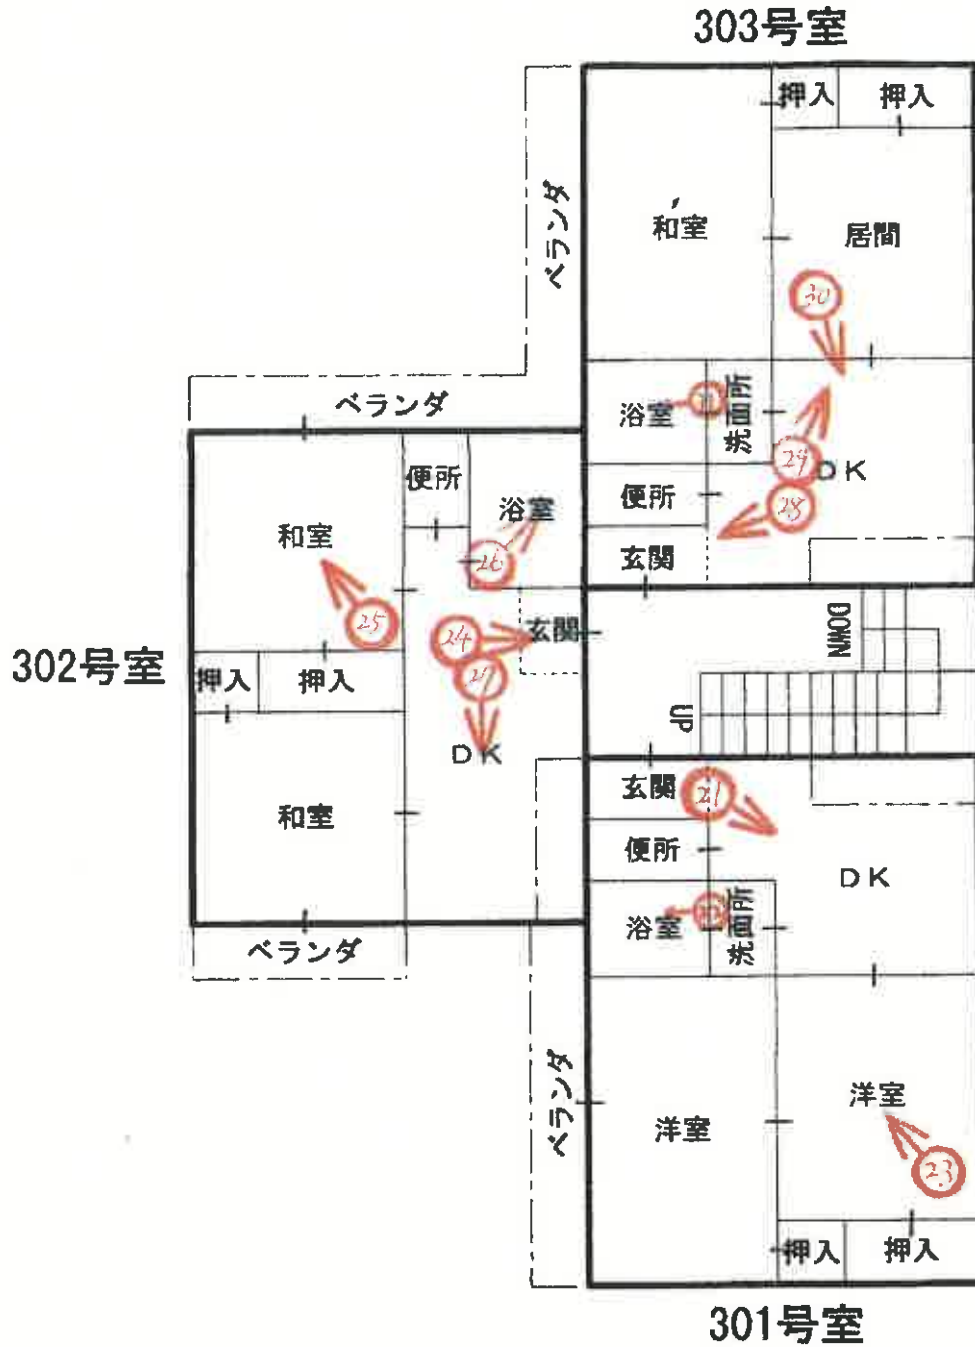 303号室
押入 押入
和室
居間
ベランダ
30
浴室
洗面所
29
DK
28
便所
玄関
ベランダ
便所
浴室
和室
26
25
24
玄関
27
302号室
押入 押入
DK
和室
ベランダ
DOWN
UP
玄関
21
便所
DK
浴室
洗面所
ベランダ
洋室
洋室
23
押入 押入
301号室